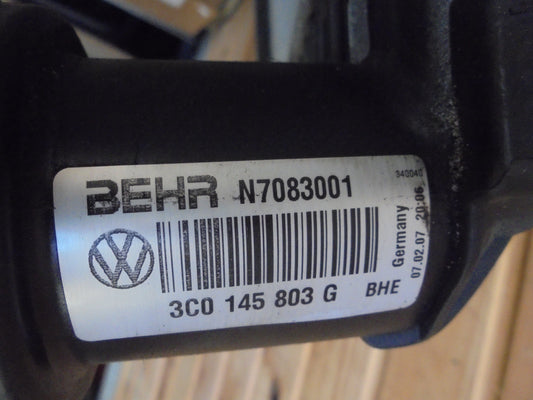 BEHR N7083001
3C0 145 803 G BHE
340040
Germany
07.02.07 20:06